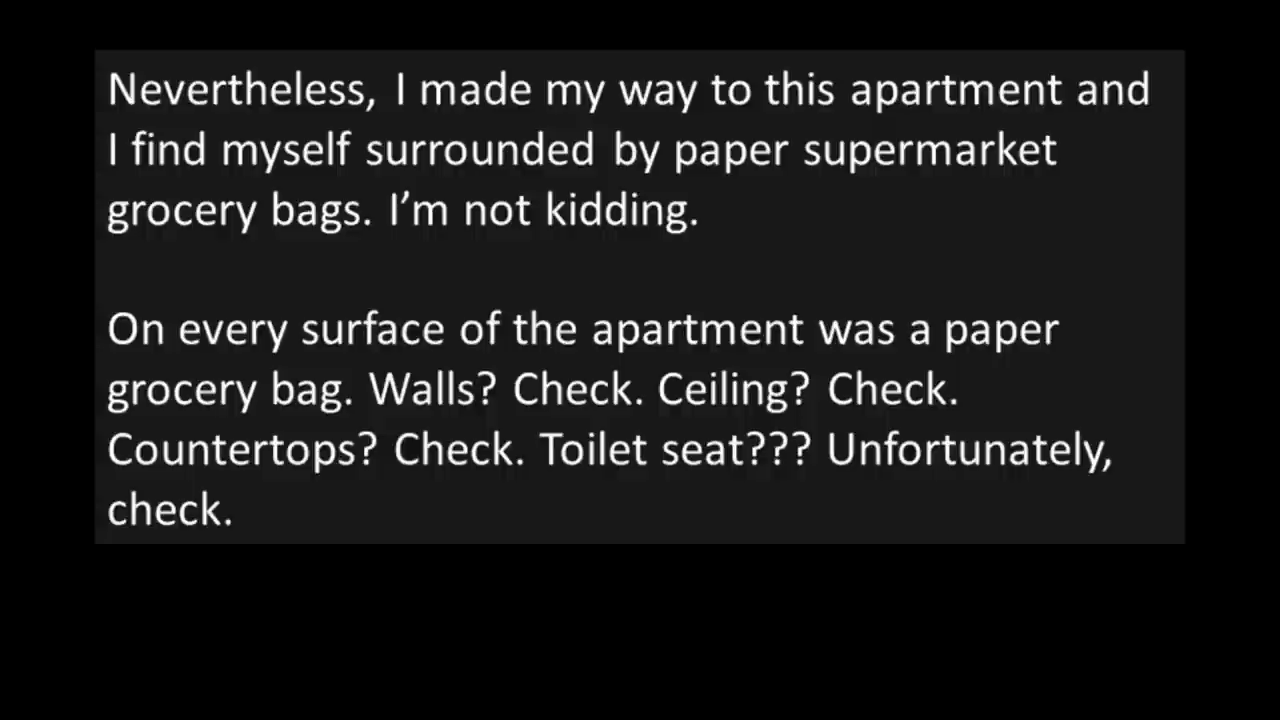 Nevertheless, I made my way to this apartment and
I find myself surrounded by paper supermarket
grocery bags. I’m not kidding.
On every surface of the apartment was a paper
grocery bag. Walls? Check. Ceiling? Check.
Countertops? Check. Toilet seat??? Unfortunately,
check.